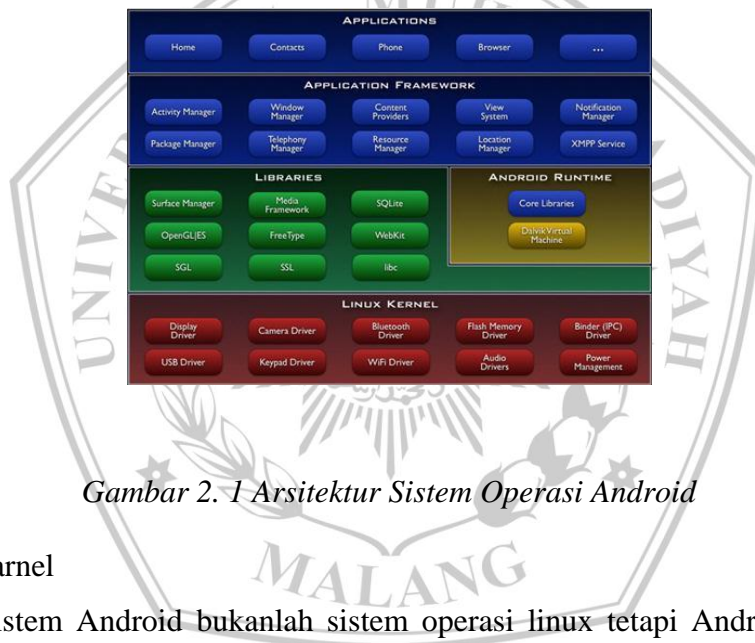 APPLICATIONS
Home Contacts Phone Browser ...
APPLICATION FRAMEWORK
Activity Manager Window Manager Content Providers View System Notification Manager
Package Manager Telephony Manager Resource Manager Location Manager XMPP Service
LIBRARIES
Surface Manager Media Framework SQLite
OpenGL|ES FreeType WebKit
SGL SSL libc
ANDROID RUNTIME
Core Libraries
Dalvik Virtual Machine
LINUX KERNEL
Display Driver Camera Driver Bluetooth Driver Flash Memory Driver Binder (IPC) Driver
USB Driver Keypad Driver WiFi Driver Audio Drivers Power Management
Gambar 2. 1 Arsitektur Sistem Operasi Android
arnel
istem Android bukanlah sistem operasi linux tetapi Andr
MALANG